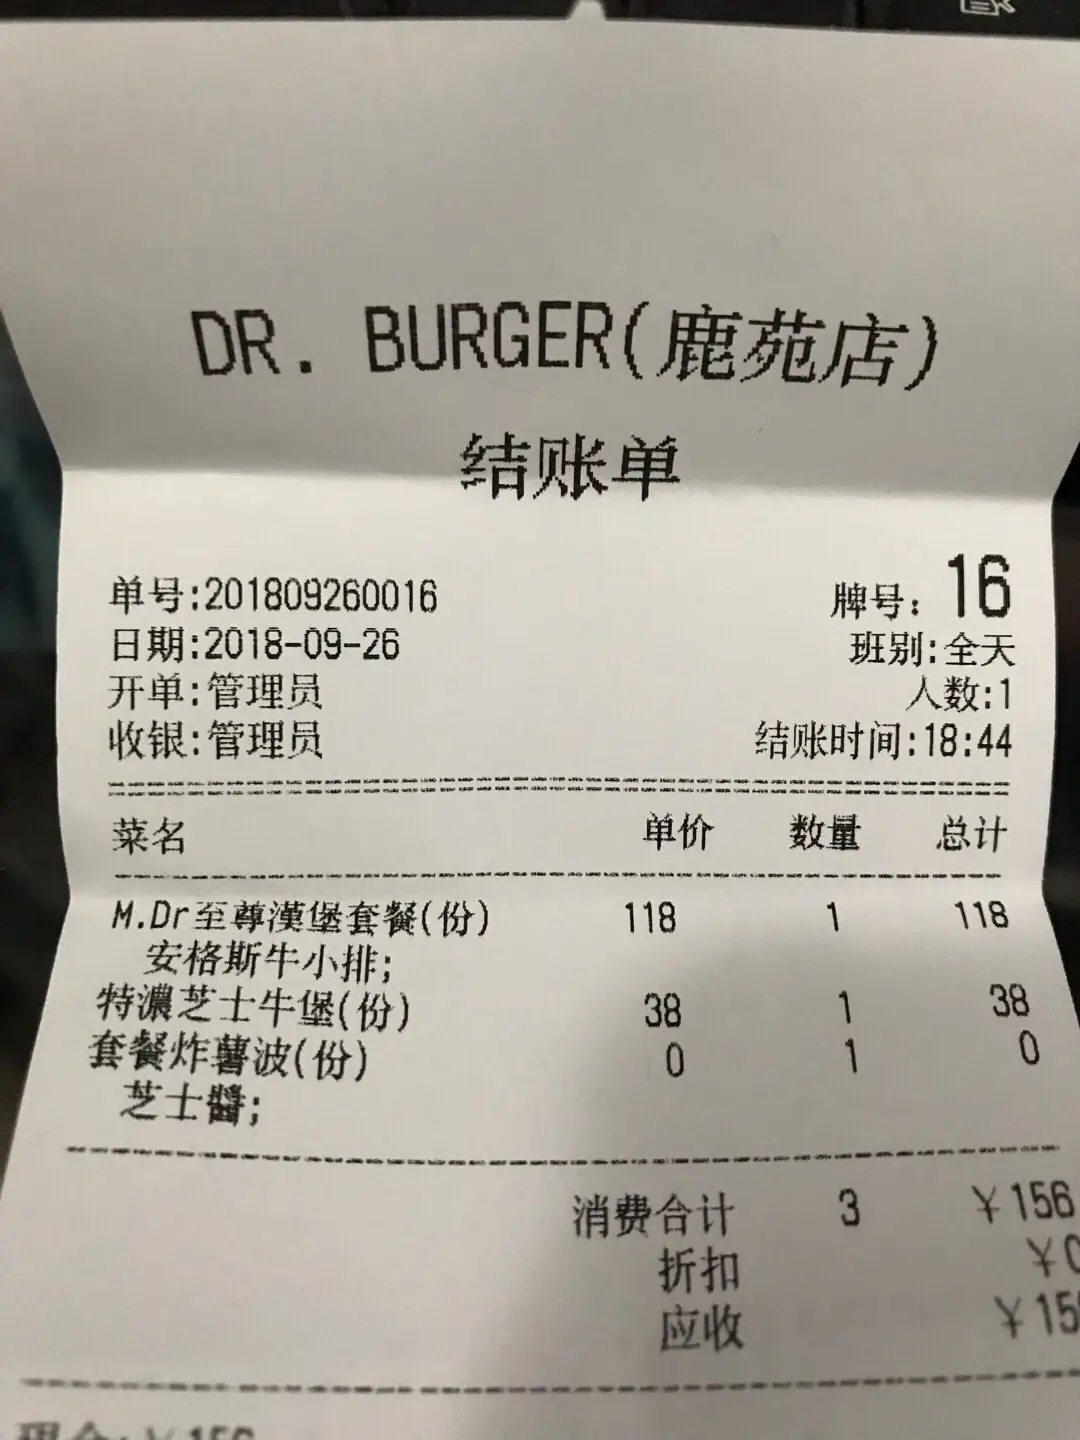 DR. BURGER(鹿苑店)
结账单
单号:201809260016 牌号：16
日期:2018-09-26 班别:全天
开单:管理员 人数:1
收银:管理员 结账时间:18:44
菜名 单价 数量 总计
M.Dr至尊漢堡套餐(份) 118 1 118
安格斯牛小排;
特濃芝士牛堡(份) 38 1 38
套餐炸薯波(份) 0 1 0
芝士醬;
消费合计 3 ￥156
折扣 ￥0
应收 ￥15